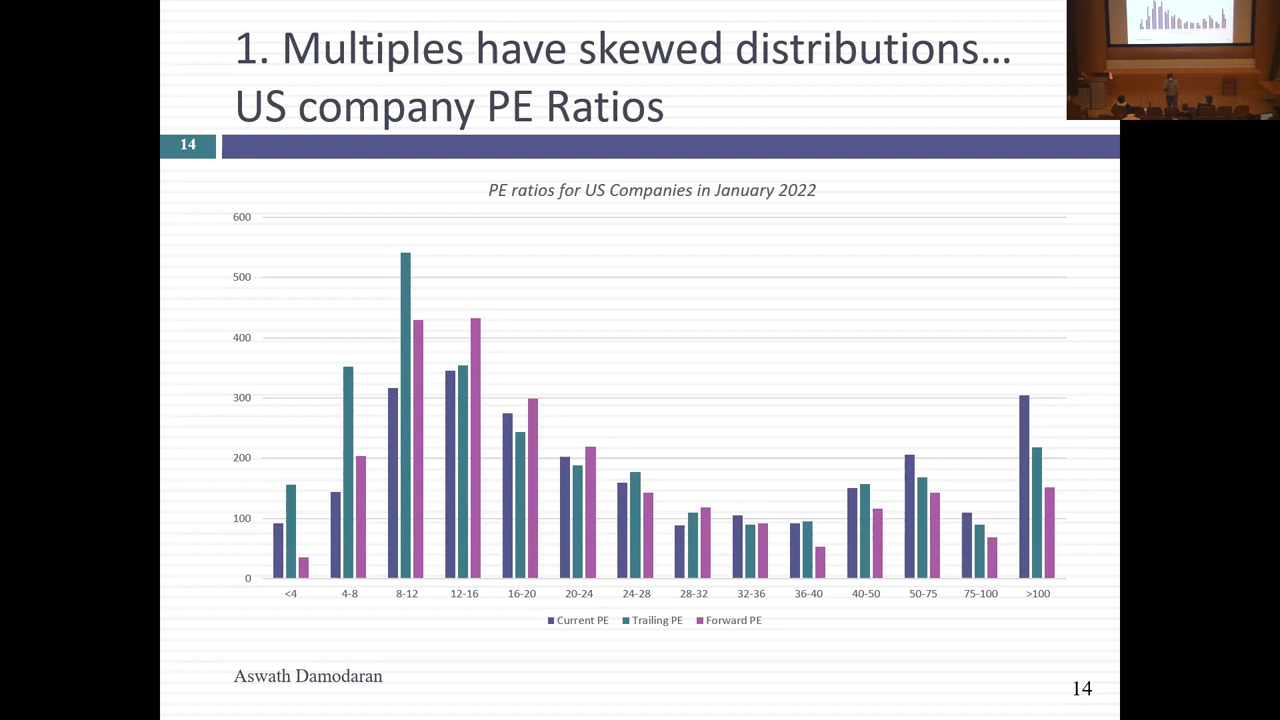 1. Multiples have skewed distributions…
US company PE Ratios
14
PE ratios for US Companies in January 2022
600
500
400
300
200
100
0
<4 4-8 8-12 12-16 16-20 20-24 24-28 28-32 32-36 36-40 40-50 50-75 75-100 >100
Current PE Trailing PE Forward PE
Aswath Damodaran
14